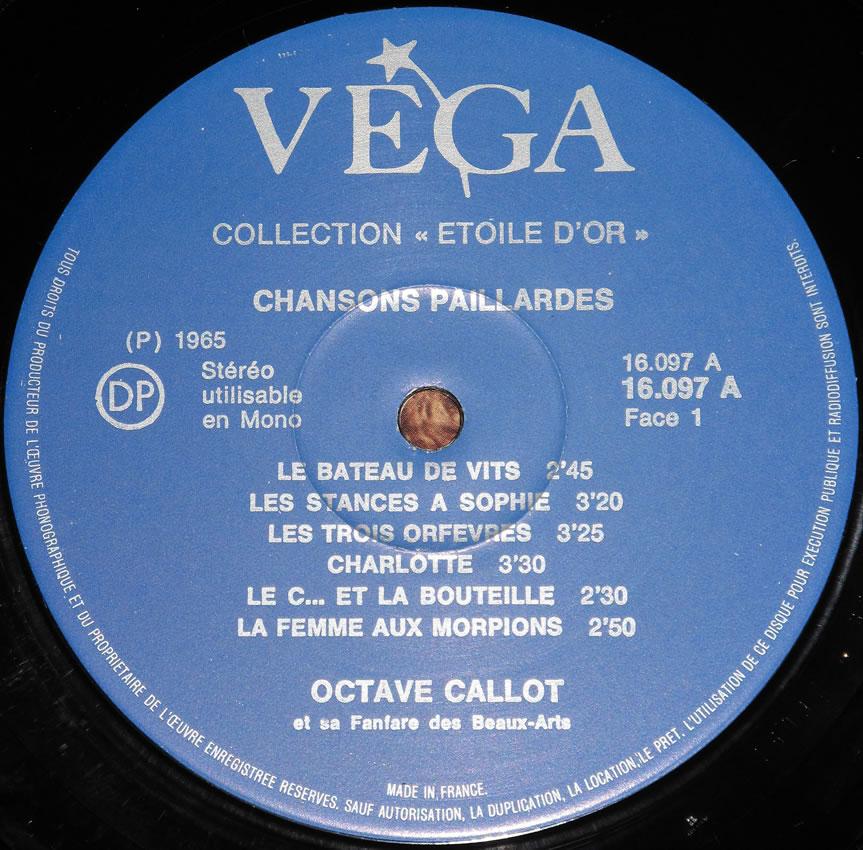 VEGA
COLLECTION « ETOILE D'OR »
CHANSONS PAILLARDES
(P) 1965
DP
Stéréo
utilisable
en Mono
16.097 A
16.097 A
Face 1
LE BATEAU DE VITS 2'45
LES STANCES A SOPHIE 3'20
LES TROIS ORFEVRES 3'25
CHARLOTTE 3'30
LE C... ET LA BOUTEILLE 2'30
LA FEMME AUX MORPIONS 2'50
OCTAVE CALLOT
et sa Fanfare des Beaux-Arts
MADE IN FRANCE.
TOUS DROITS DU PRODUCTEUR DE L'ŒUVRE PHONOGRAPHIQUE ET DU PROPRIETAIRE DE L'ŒUVRE ENREGISTREE RESERVES. SAUF AUTORISATION, LA DUPLICATION, LA LOCATION, LE PRET, L'UTILISATION DE CE DISQUE POUR EXECUTION PUBLIQUE ET RADIODIFFUSION SONT INTERDITS.